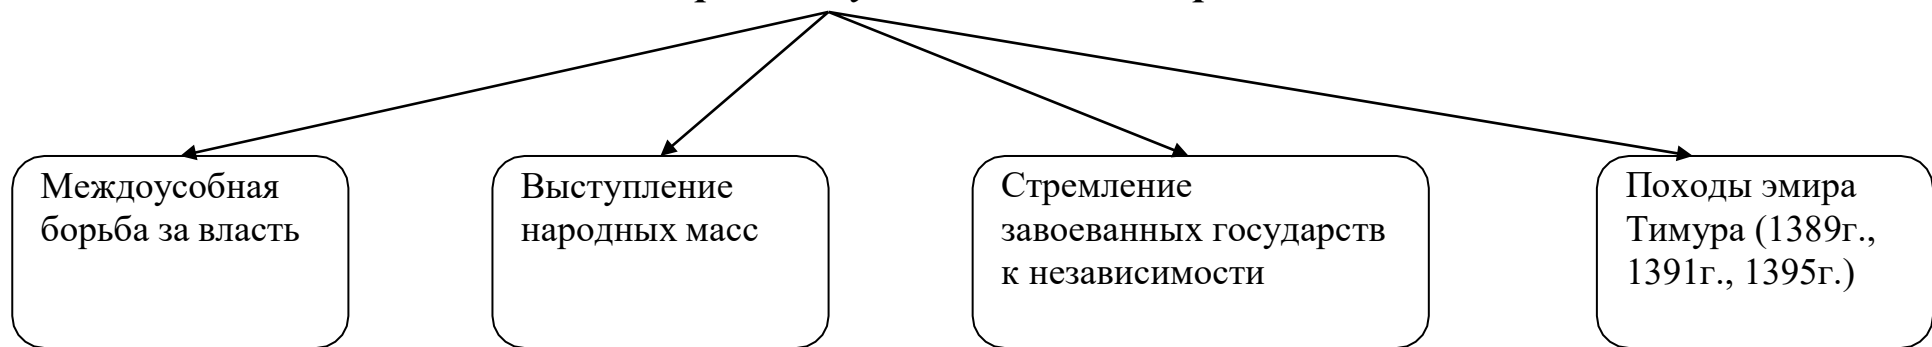 Междоусобная
борьба за власть
Выступление
народных масс
Стремление
завоеванных государств
к независимости
Походы эмира
Тимура (1389г.,
1391г., 1395г.)